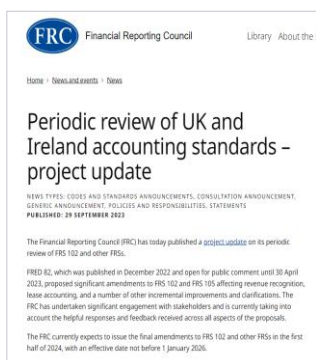 FRC Financial Reporting Council Library About the
Home > News and events > News
Periodic review of UK and
Ireland accounting standards –
project update
NEWS TYPES: CODES AND STANDARDS ANNOUNCEMENTS, CONSULTATION ANNOUNCEMENT,
GENERIC ANNOUNCEMENT, POLICIES AND RESPONSIBILITIES, STATEMENTS
PUBLISHED: 29 SEPTEMBER 2023
The Financial Reporting Council (FRC) has today published a project update on its periodic
review of FRS 102 and other FRSs.
FRED 82, which was published in December 2022 and open for public comment until 30 April
2023, proposed significant amendments to FRS 102 and FRS 105 affecting revenue recognition,
lease accounting, and a number of other incremental improvements and clarifications. The
FRC has undertaken significant engagement with stakeholders and is currently taking into
account the helpful responses and feedback received across all aspects of the proposals.
The FRC currently expects to issue the final amendments to FRS 102 and other FRSs in the first
half of 2024, with an effective date not before 1 January 2026.